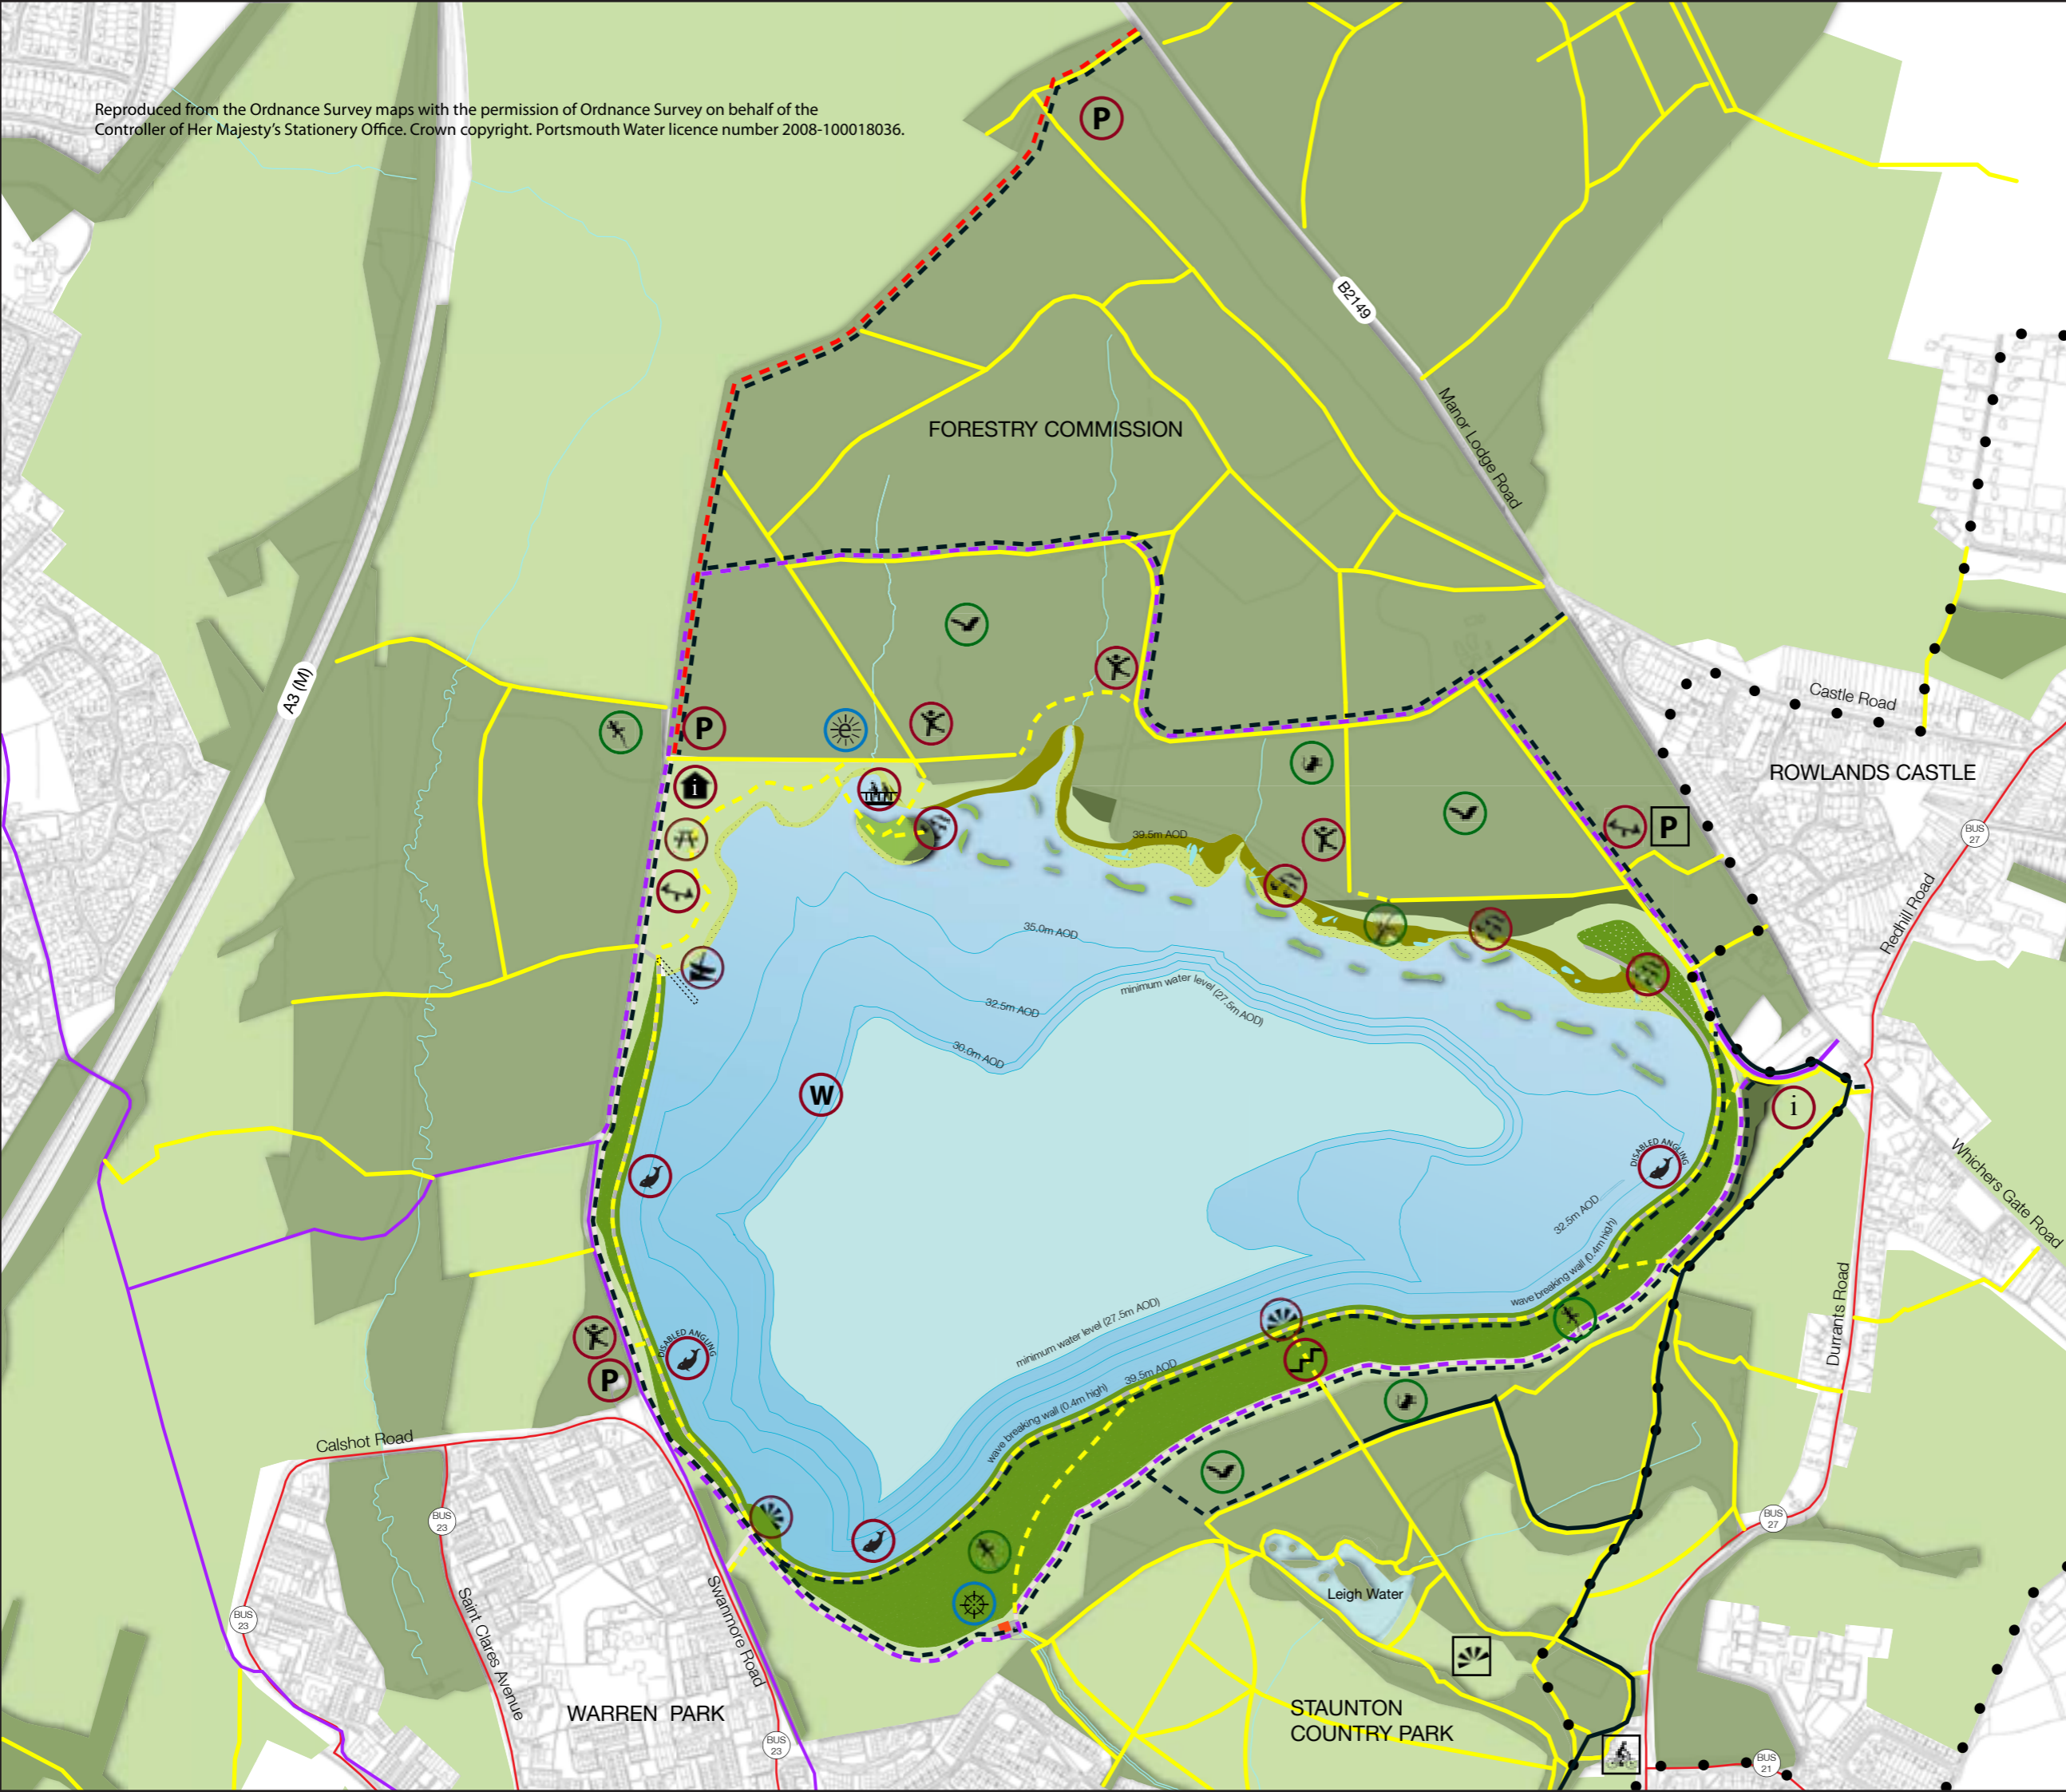 Reproduced from the Ordnance Survey maps with the permission of Ordnance Survey on behalf of the
Controller of Her Majesty's Stationery Office. Crown copyright. Portsmouth Water licence number 2008-100018036.
P
B2149
Manor Lodge Road
FORESTRY COMMISSION
A3 (M)
P
e
i
Castle Road
ROWLANDS CASTLE
P
BUS
27
39.5m AOD
Redhill Road
35.0m AOD
minimum water level (27.5m AOD)
32.5m AOD
30.0m AOD
W
i
DISABLED ANGLING
Whichers Gate Road
32.5m AOD
wave breaking wall (0.4m high)
Durrants Road
minimum water level (27.5m AOD)
DISABLED ANGLING
P
39.5m AOD
wave breaking wall (0.4m high)
Calshot Road
BUS
23
BUS
27
Leigh Water
Saint Clares Avenue
Swanmore Road
BUS
23
WARREN PARK
STAUNTON
COUNTRY PARK
BUS
23
BUS
21